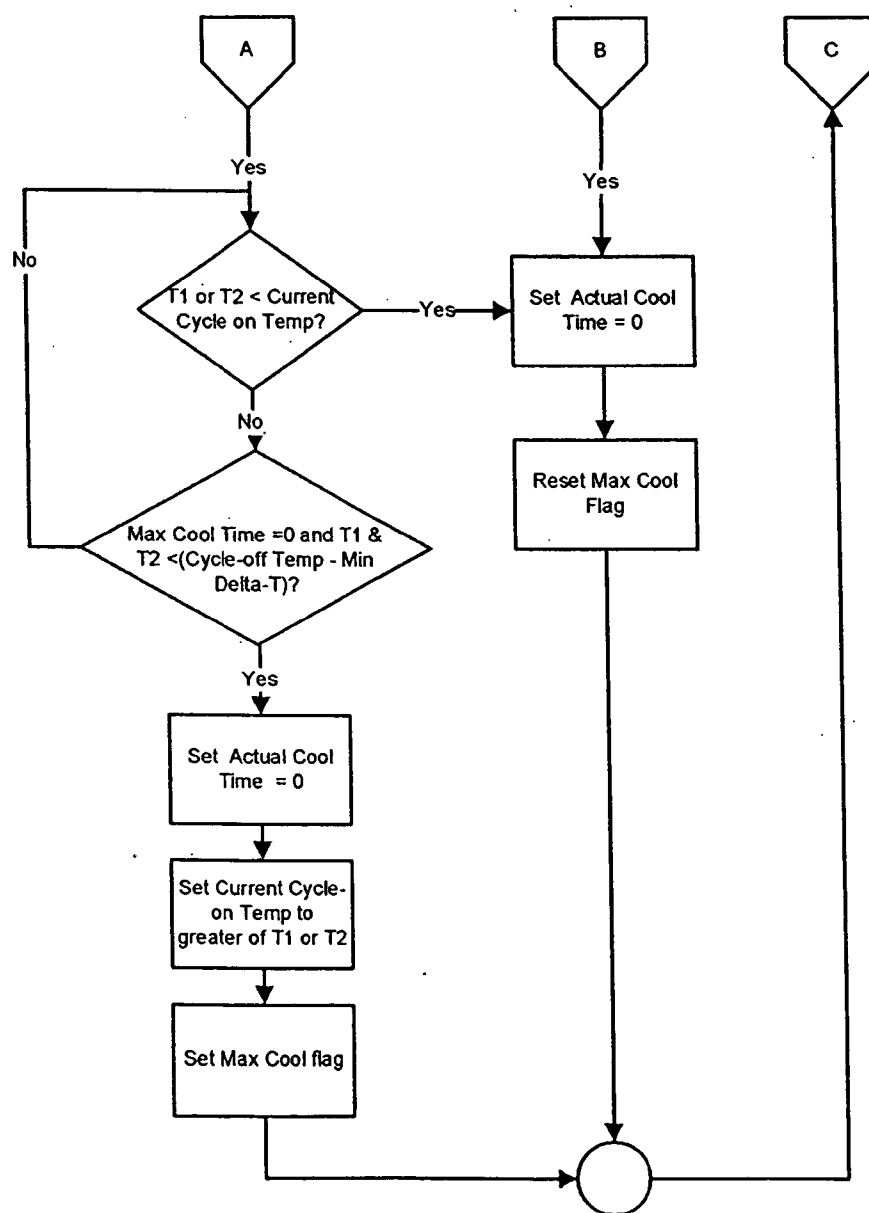 A
B
C
Yes
Yes
No
T1 or T2 < Current
Cycle on Temp?
Yes
Set Actual Cool
Time = 0
No
Reset Max Cool
Flag
Max Cool Time =0 and T1 &
T2 <(Cycle-off Temp - Min
Delta-T)?
Yes
Set Actual Cool
Time = 0
Set Current Cycle-
on Temp to
greater of T1 or T2
Set Max Cool flag